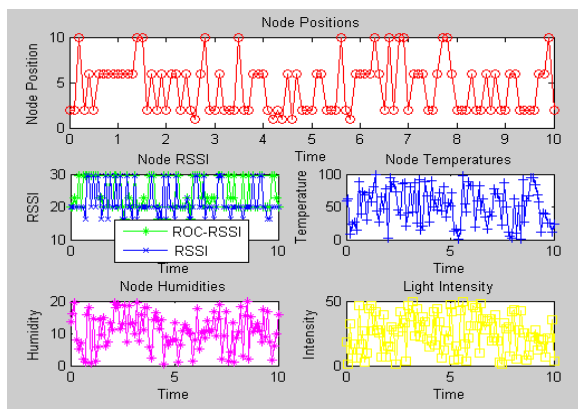 Node Positions
10
5
0
Node Position
0 1 2 3 4 5 6 7 8 9 10
Time
Node RSSI
30
20
10
RSSI
ROC-RSSI
RSSI
0 5 10
Time
Node Temperatures
100
50
0
Temperature
0 5 10
Time
Node Humidities
20
10
0
Humidity
0 5 10
Time
Light Intensity
50
0
Intensity
0 5 10
Time